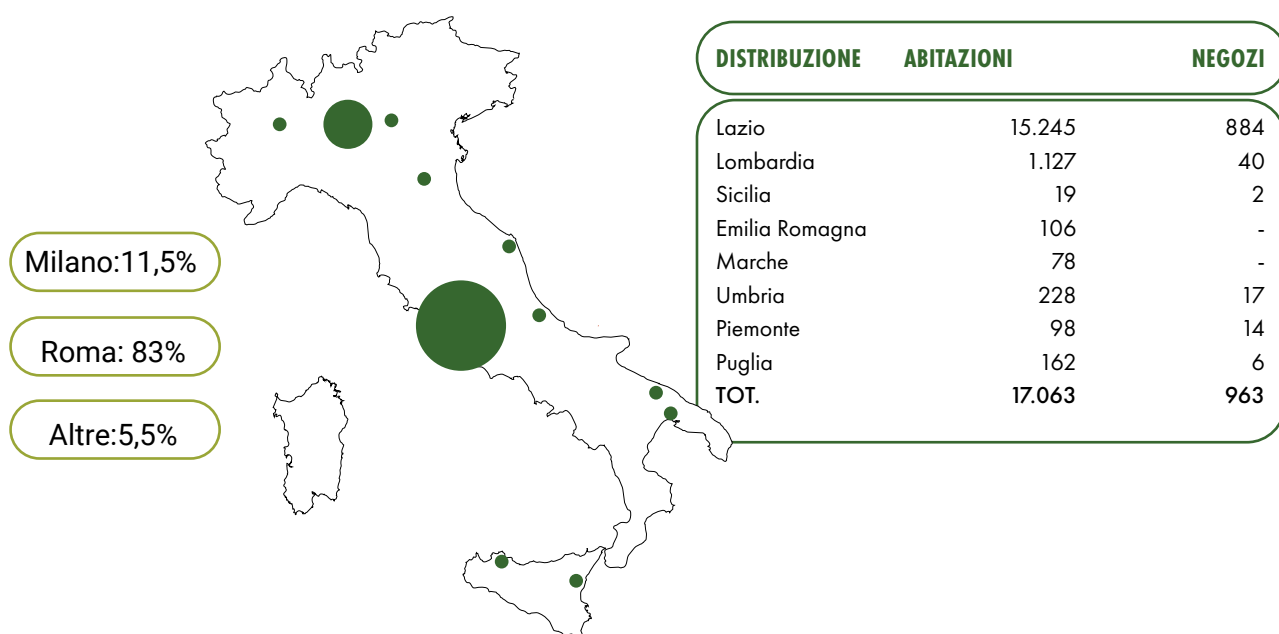 Milano:11,5%
Roma: 83%
Altre:5,5%
DISTRIBUZIONE ABITAZIONI NEGOZI
Lazio 15.245 884
Lombardia 1.127 40
Sicilia 19 2
Emilia Romagna 106 -
Marche 78 -
Umbria 228 17
Piemonte 98 14
Puglia 162 6
TOT. 17.063 963